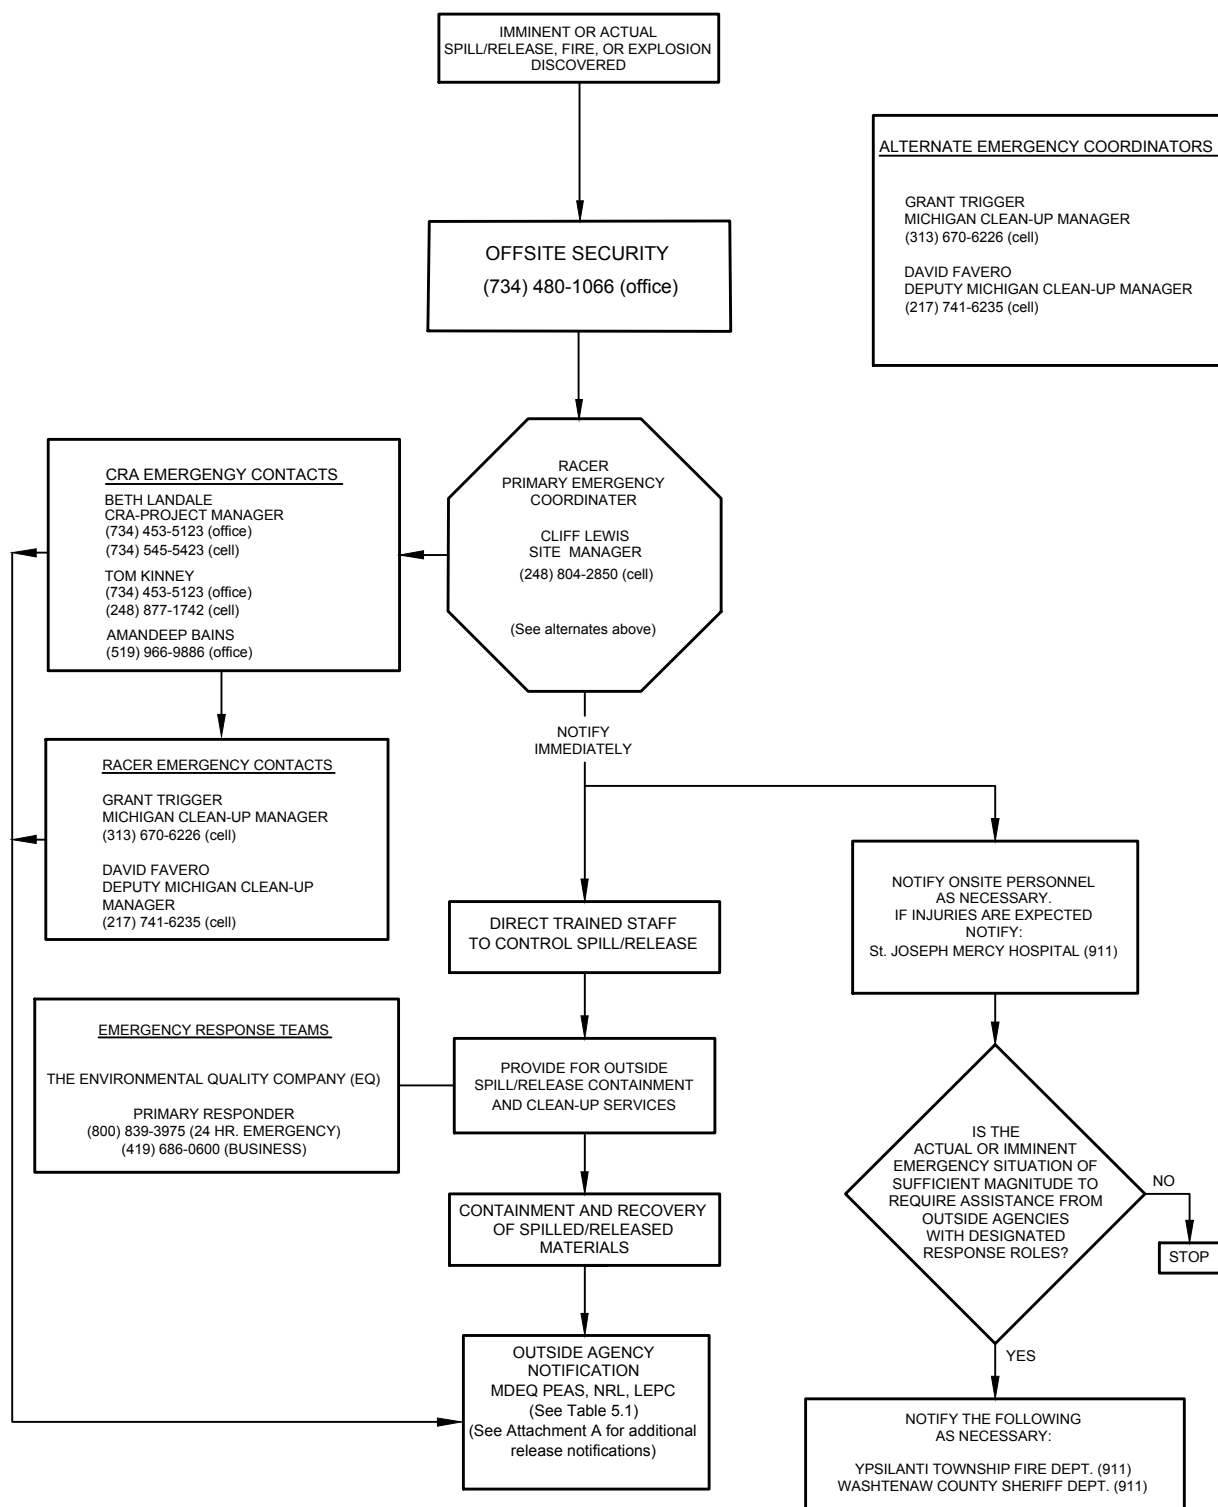 IMMINENT OR ACTUAL
SPILL/RELEASE, FIRE, OR EXPLOSION
DISCOVERED
ALTERNATE EMERGENCY COORDINATORS
GRANT TRIGGER
MICHIGAN CLEAN-UP MANAGER
(313) 670-6226 (cell)
DAVID FAVERO
DEPUTY MICHIGAN CLEAN-UP MANAGER
(217) 741-6235 (cell)
OFFSITE SECURITY
(734) 480-1066 (office)
RACER
PRIMARY EMERGENCY
COORDINATER
CLIFF LEWIS
SITE MANAGER
(248) 804-2850 (cell)
(See alternates above)
CRA EMERGENGY CONTACTS
BETH LANDALE
CRA-PROJECT MANAGER
(734) 453-5123 (office)
(734) 545-5423 (cell)
TOM KINNEY
(734) 453-5123 (office)
(248) 877-1742 (cell)
AMANDEEP BAINS
(519) 966-9886 (office)
NOTIFY
IMMEDIATELY
RACER EMERGENCY CONTACTS
GRANT TRIGGER
MICHIGAN CLEAN-UP MANAGER
(313) 670-6226 (cell)
DAVID FAVERO
DEPUTY MICHIGAN CLEAN-UP
MANAGER
(217) 741-6235 (cell)
DIRECT TRAINED STAFF
TO CONTROL SPILL/RELEASE
NOTIFY ONSITE PERSONNEL
AS NECESSARY.
IF INJURIES ARE EXPECTED
NOTIFY:
St. JOSEPH MERCY HOSPITAL (911)
EMERGENCY RESPONSE TEAMS
THE ENVIRONMENTAL QUALITY COMPANY (EQ)
PRIMARY RESPONDER
(800) 839-3975 (24 HR. EMERGENCY)
(419) 686-0600 (BUSINESS)
PROVIDE FOR OUTSIDE
SPILL/RELEASE CONTAINMENT
AND CLEAN-UP SERVICES
IS THE
ACTUAL OR IMMINENT
EMERGENCY SITUATION OF
SUFFICIENT MAGNITUDE TO
REQUIRE ASSISTANCE FROM
OUTSIDE AGENCIES
WITH DESIGNATED
RESPONSE ROLES?
NO
STOP
YES
CONTAINMENT AND RECOVERY
OF SPILLED/RELEASED
MATERIALS
OUTSIDE AGENCY
NOTIFICATION
MDEQ PEAS, NRL, LEPC
(See Table 5.1)
(See Attachment A for additional
release notifications)
NOTIFY THE FOLLOWING
AS NECESSARY:
YPSILANTI TOWNSHIP FIRE DEPT. (911)
WASHTENAW COUNTY SHERIFF DEPT. (911)